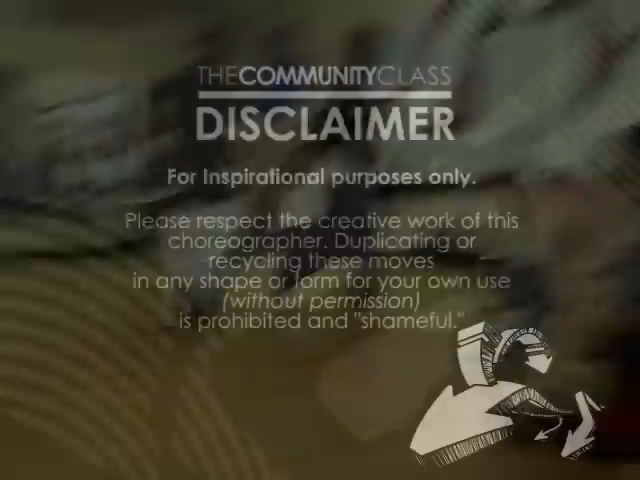 THECOMMUNITYCLASS
DISCLAIMER
For Inspirational purposes only.
Please respect the creative work of this
choreographer. Duplicating or
recycling these moves
in any shape or form for your own use
(without permission)
is prohibited and "shameful."